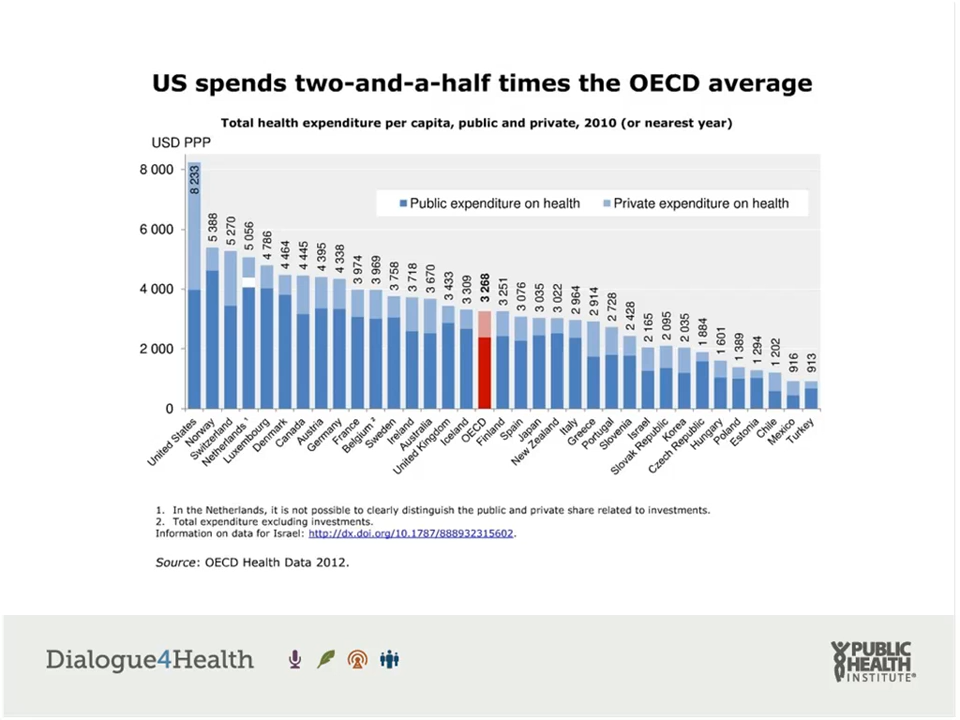 US spends two-and-a-half times the OECD average
Total health expenditure per capita, public and private, 2010 (or nearest year)
USD PPP
8 000
6 000
4 000
2 000
0
Public expenditure on health
Private expenditure on health
8 233
5 388
5 270
5 056
4 786
4 464
4 445
4 395
4 338
3 974
3 969
3 758
3 718
3 670
3 433
3 309
3 268
3 251
3 076
3 035
3 022
2 964
2 914
2 728
2 428
2 165
2 095
2 035
1 884
1 601
1 389
1 294
1 202
916
913
United States
Norway
Switzerland
Netherlands ¹
Luxembourg
Denmark
Canada
Austria
Germany
France
Belgium ²
Sweden
Ireland
Australia
United Kingdom
Iceland
OECD
Finland
Spain
Japan
New Zealand
Italy
Greece
Portugal
Slovenia
Israel
Slovak Republic
Korea
Czech Republic
Hungary
Poland
Estonia
Chile
Mexico
Turkey
1. In the Netherlands, it is not possible to clearly distinguish the public and private share related to investments.
2. Total expenditure excluding investments.
Information on data for Israel: http://dx.doi.org/10.1787/888932315602.
Source: OECD Health Data 2012.
Dialogue4Health
PUBLIC
HEALTH
INSTITUTE®